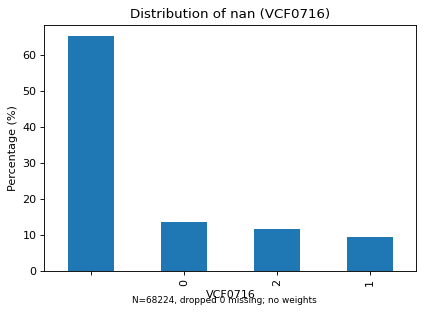 Distribution of nan (VCF0716)
Percentage (%)
60
50
40
30
20
10
0
0
2
1
VCF0716
N=68224, dropped 0 missing; no weights